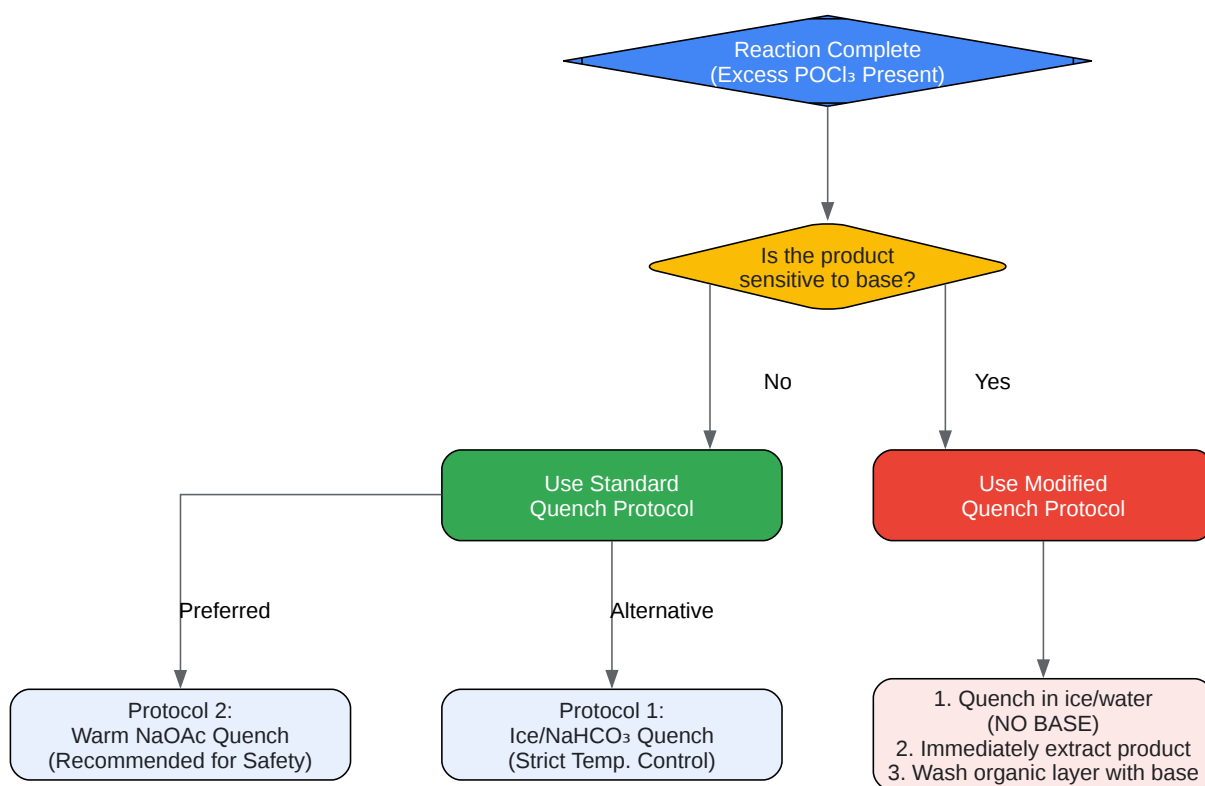 Reaction Complete
(Excess POCl₃ Present)
Is the product
sensitive to base?
No
Yes
Use Standard
Quench Protocol
Use Modified
Quench Protocol
Preferred
Alternative
Protocol 2:
Warm NaOAc Quench
(Recommended for Safety)
Protocol 1:
Ice/NaHCO₃ Quench
(Strict Temp. Control)
1. Quench in ice/water
(NO BASE)
2. Immediately extract product
3. Wash organic layer with base